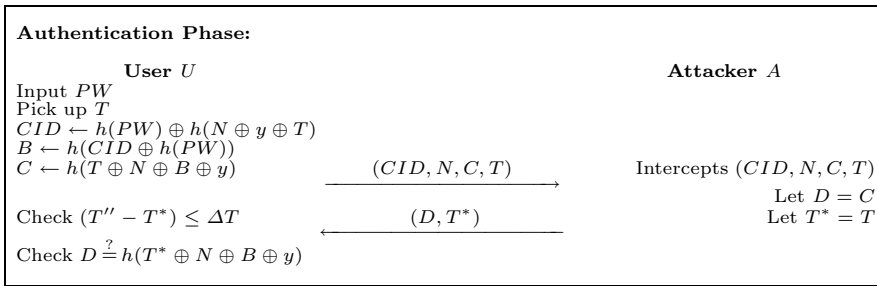 Authentication Phase:
User U Attacker A
Input PW
Pick up T
CID ← h(PW) ⊕ h(N ⊕ y ⊕ T)
B ← h(CID ⊕ h(PW))
C ← h(T ⊕ N ⊕ B ⊕ y) (CID, N, C, T) Intercepts (CID, N, C, T)
Let D = C
Check (T″ − T*) ≤ ΔT (D, T*) Let T* = T
Check D ≟ h(T* ⊕ N ⊕ B ⊕ y)